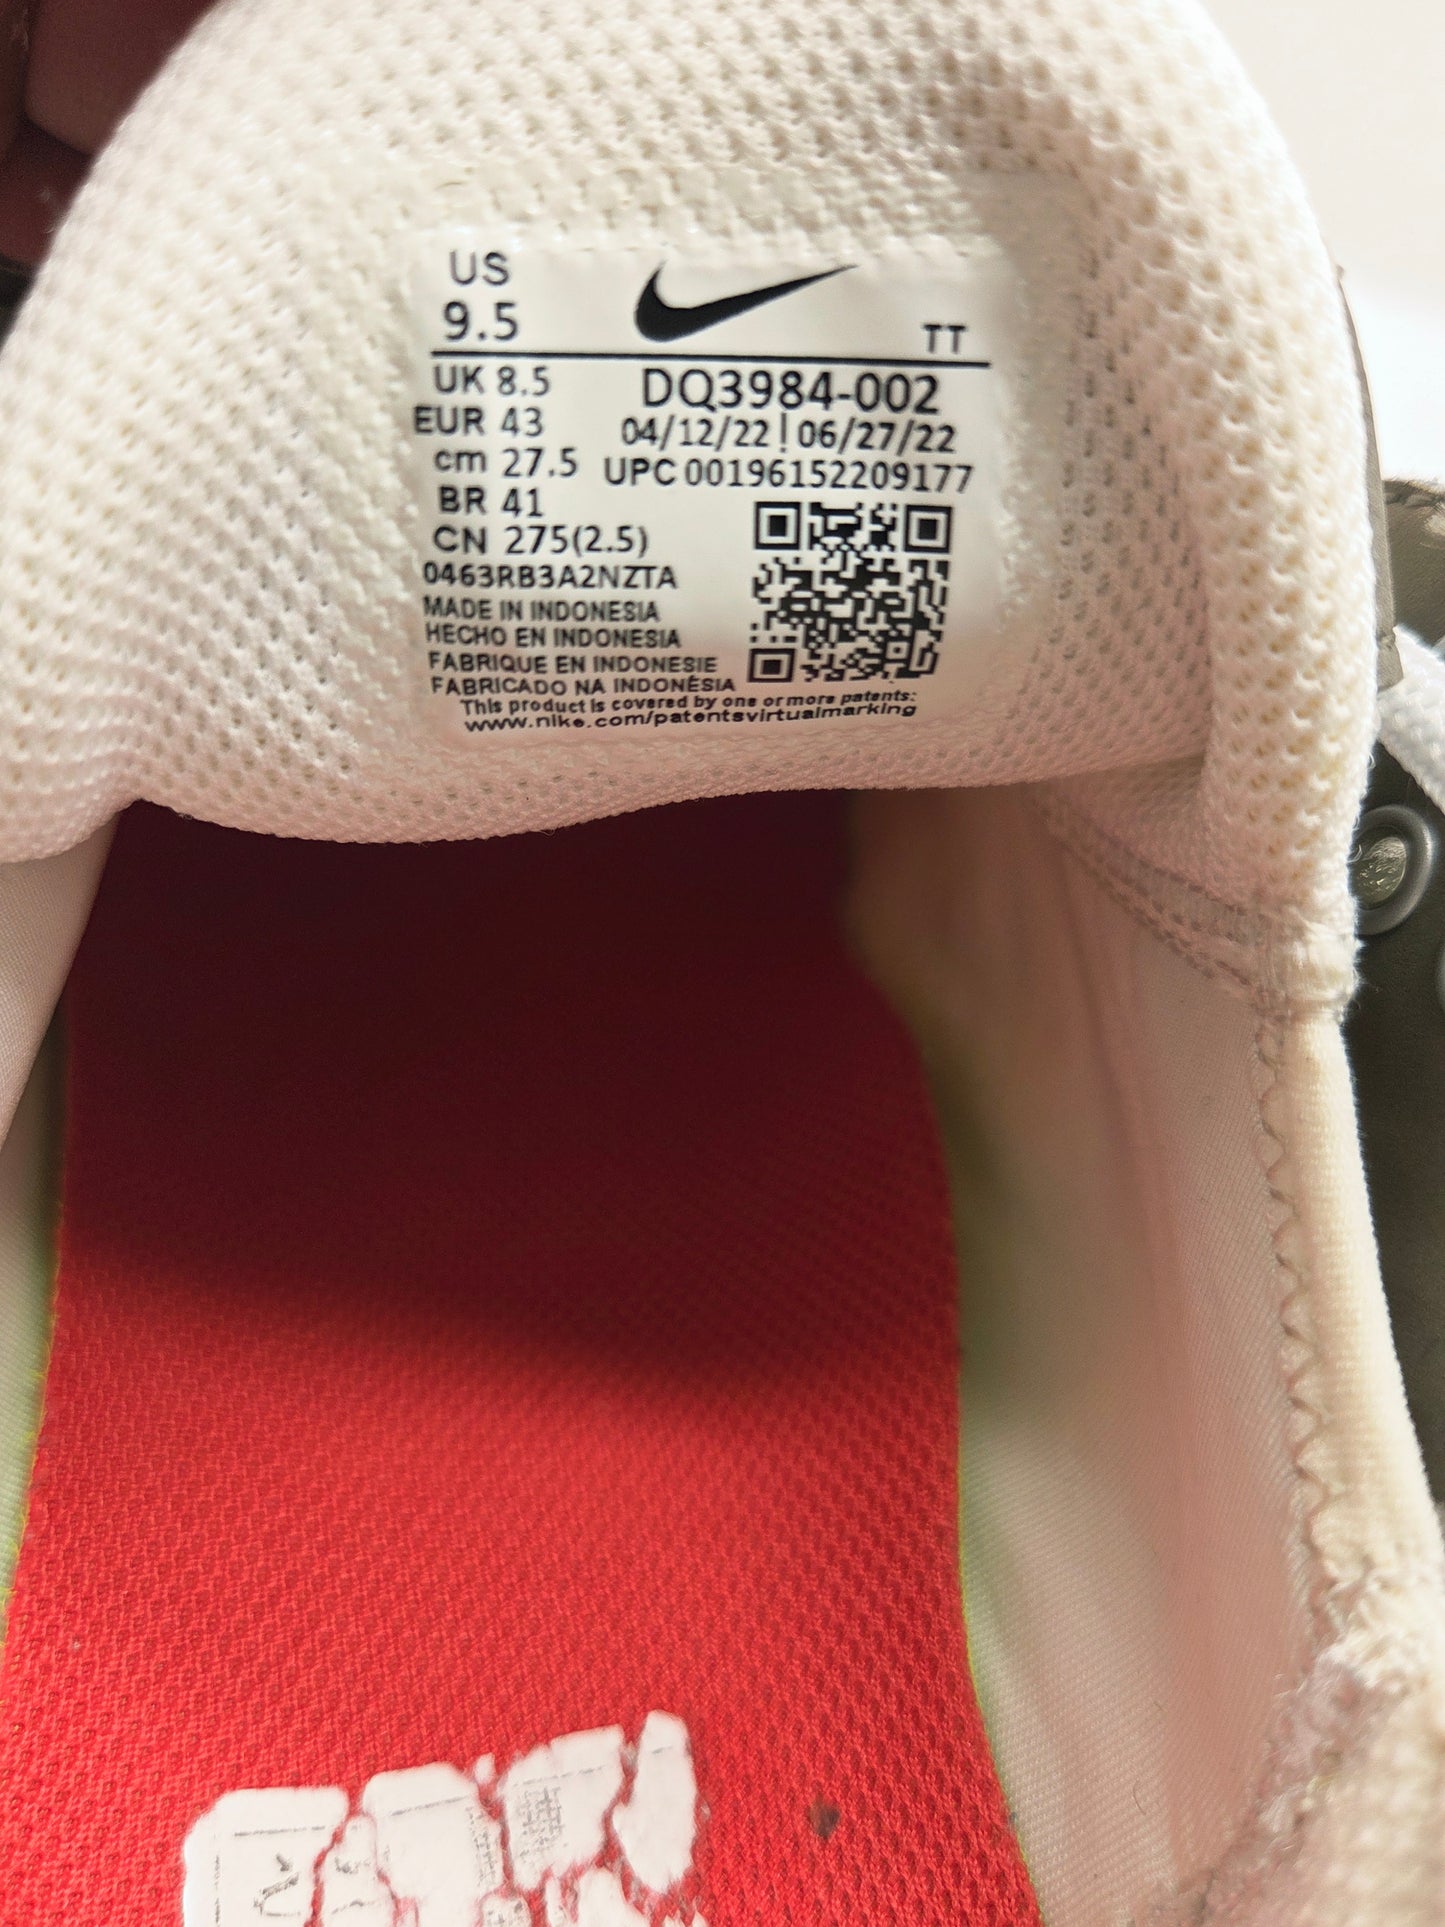 US
9.5
TT
UK 8.5
DQ3984-002
EUR 43
04/12/22 | 06/27/22
cm 27.5
UPC 00196152209177
BR 41
CN 275(2.5)
0463RB3A2NZTA
MADE IN INDONESIA
HECHO EN INDONESIA
FABRIQUE EN INDONESIE
FABRICADO NA INDONÉSIA
This product is covered by one or more patents:
www.nike.com/patentsvirtualmarking